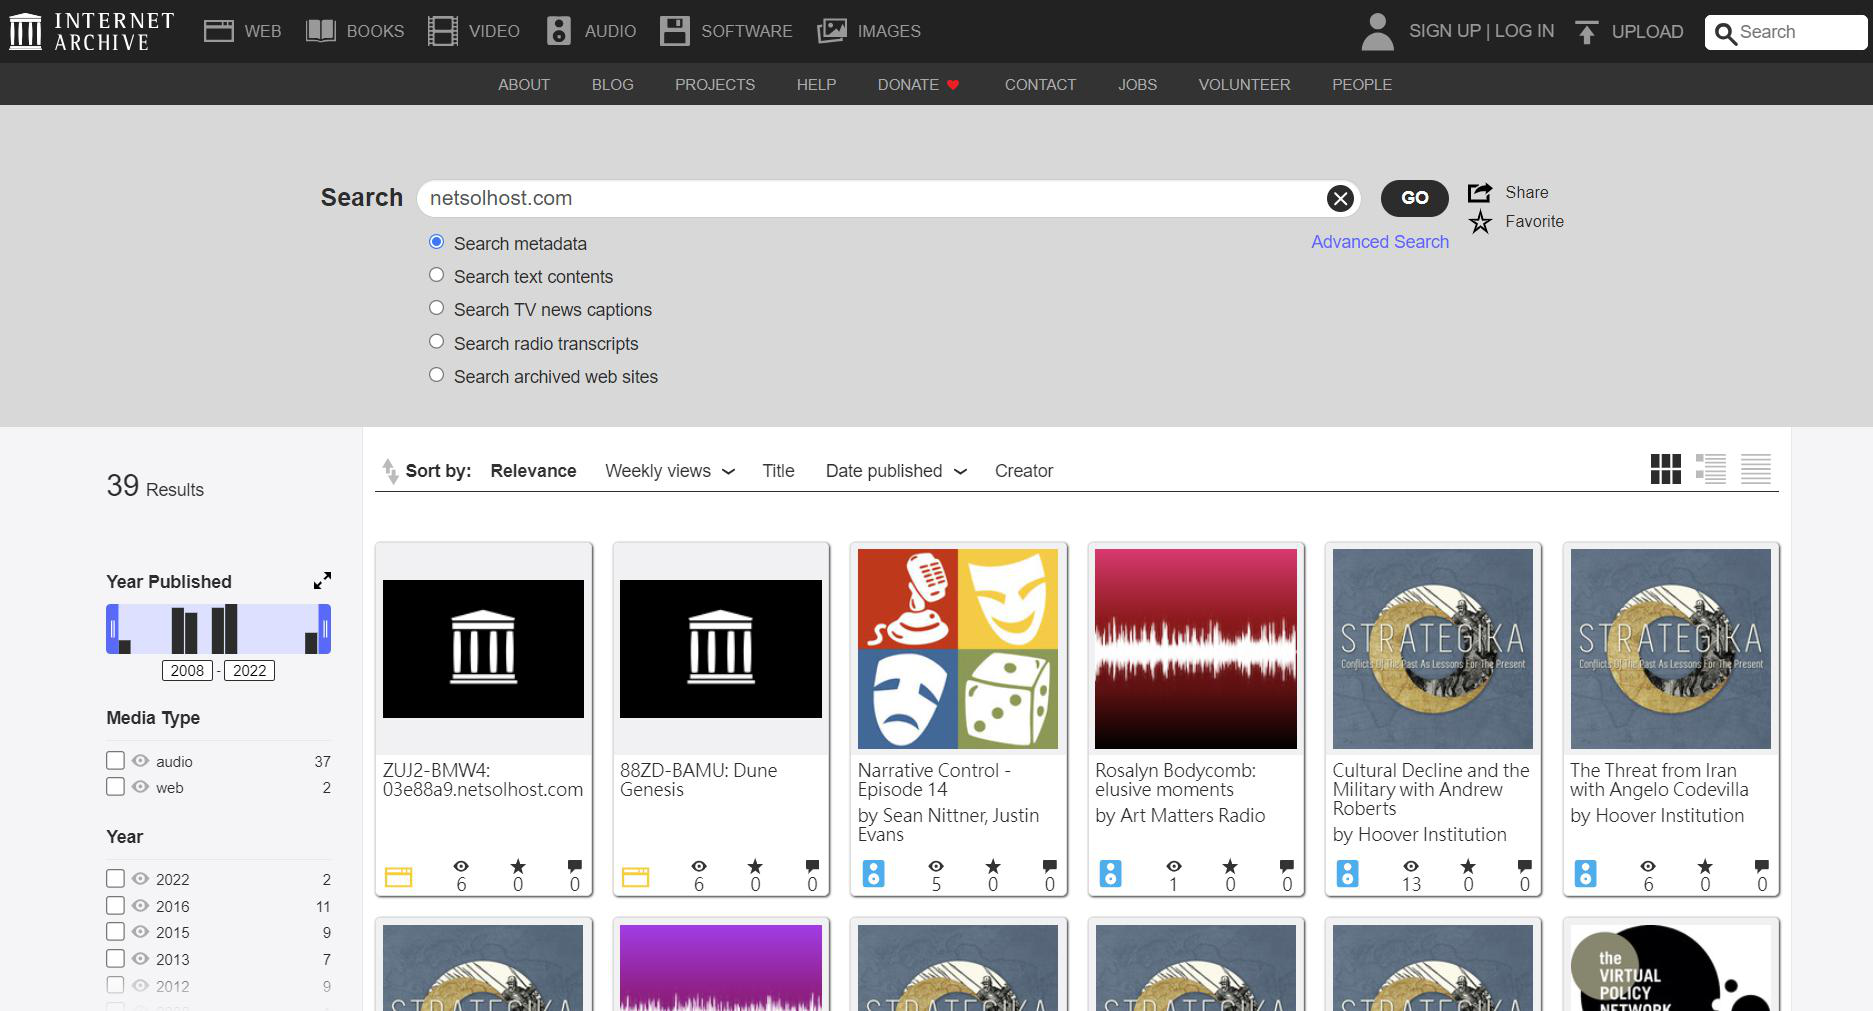 INTERNET ARCHIVE
WEB
BOOKS
VIDEO
AUDIO
SOFTWARE
IMAGES
SIGN UP | LOG IN
UPLOAD
Search
ABOUT
BLOG
PROJECTS
HELP
DONATE
CONTACT
JOBS
VOLUNTEER
PEOPLE
Search
netsolhost.com
GO
Share
Favorite
Advanced Search
Search metadata
Search text contents
Search TV news captions
Search radio transcripts
Search archived web sites
39 Results
Sort by:
Relevance
Weekly views
Title
Date published
Creator
Year Published
2008 - 2022
Media Type
audio 37
web 2
Year
2022 2
2016 11
2015 9
2013 7
2012 9
ZUJ2-BMW4:
03e88a9.netsolhost.com
6 0 0
88ZD-BAMU: Dune
Genesis
6 0 0
Narrative Control -
Episode 14
by Sean Nittner, Justin
Evans
5 0 0
Rosalyn Bodycomb:
elusive moments
by Art Matters Radio
1 0 0
STRATEGIKA
Conflicts Of The Past As Lessons For The Present
Cultural Decline and the
Military with Andrew
Roberts
by Hoover Institution
13 0 0
STRATEGIKA
Conflicts Of The Past As Lessons For The Present
The Threat from Iran
with Angelo Codevilla
by Hoover Institution
6 0 0
STRATEGIKA
STRATEGIKA
STRATEGIKA
STRATEGIKA
the
VIRTUAL
POLICY
NETWORK